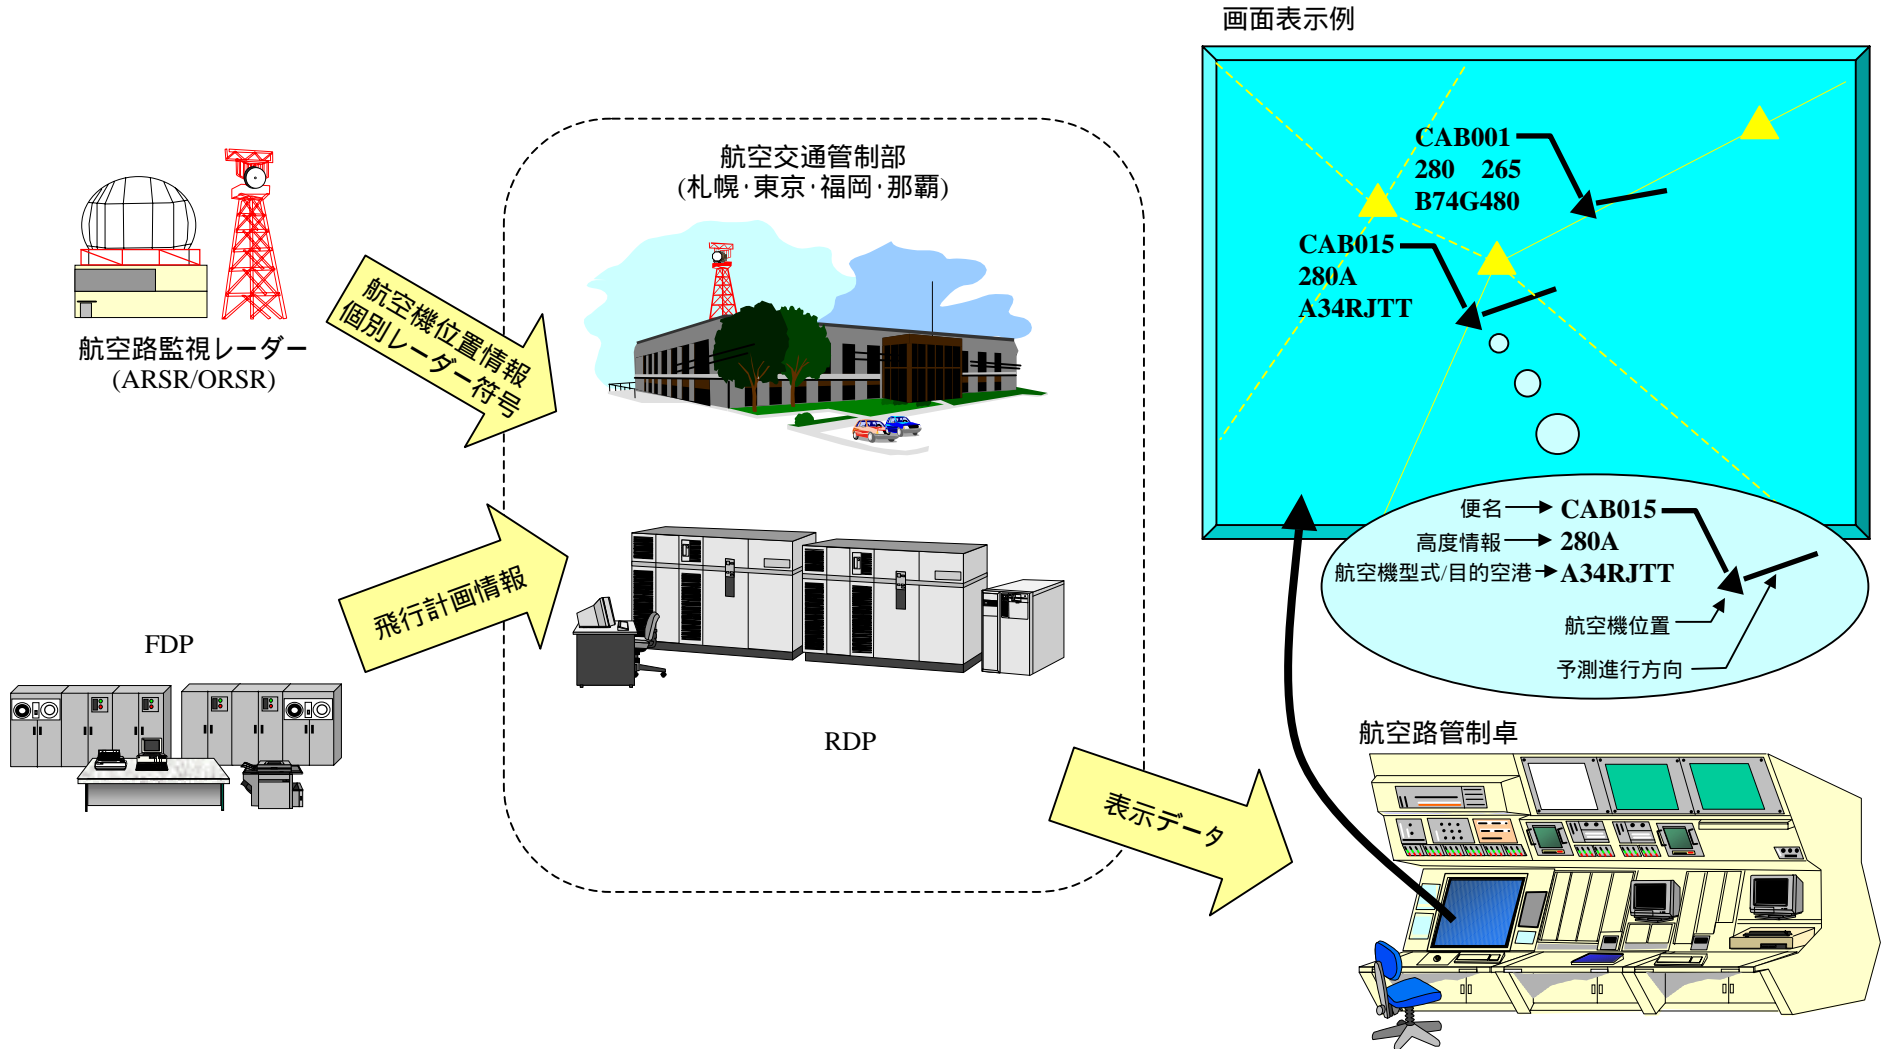 画面表示例
航空交通管制部
(札幌・東京・福岡・那覇)
航空路監視レーダー
(ARSR/ORSR)
航空機位置情報
個別レーダー符号
CAB001
280 265
B74G480
CAB015
280A
A34RJTT
便名
CAB015
高度情報
280A
航空機型式/目的空港
A34RJTT
航空機位置
予測進行方向
飛行計画情報
FDP
RDP
表示データ
航空路管制卓